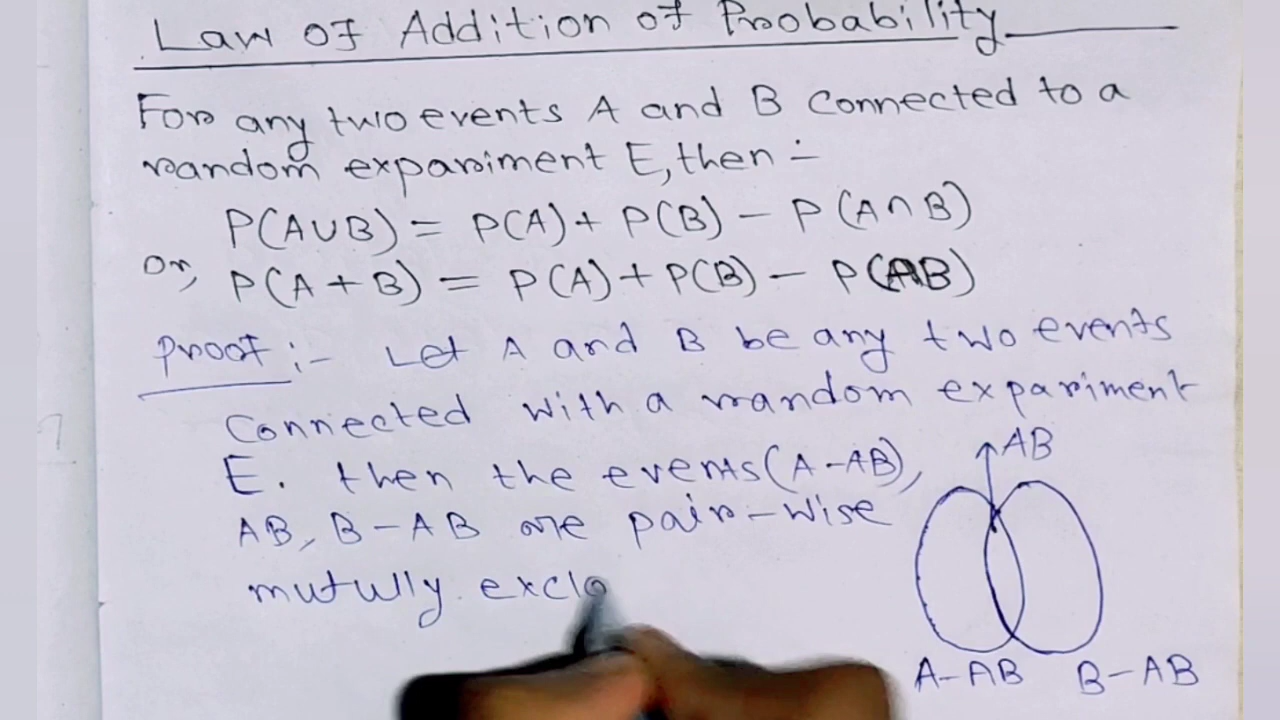 Law of Addition of Probability
For any two events A and B connected to a
random expariment E, then :-
P(A∪B) = P(A) + P(B) - P(A∩B)
Or, P(A+B) = P(A) + P(B) - P(AB)
Proof :- Let A and B be any two events
Connected with a random expariment
E. then the events (A-AB),
AB, B-AB are pair-wise
mutully exclu
AB
A-AB B-AB